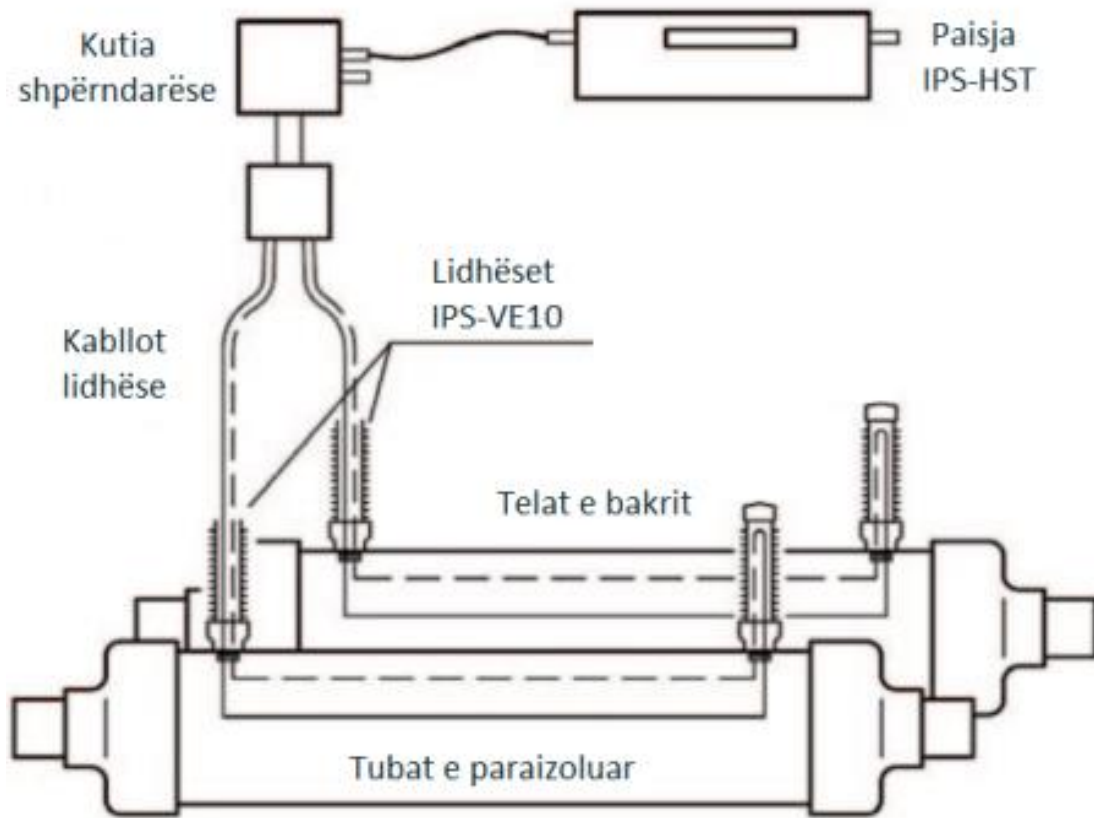 Kutia
shpërndarëse
Paisja
IPS-HST
Lidhëset
IPS-VE10
Kabllot
lidhëse
Telat e bakrit
Tubat e paraizoluar